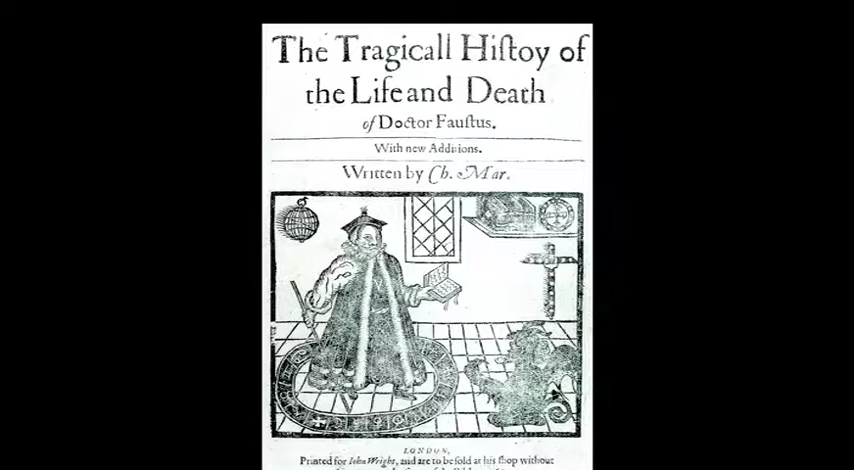 The Tragicall Hiſtoy of
the Life and Death
of Doctor Fauſtus.
With new Additions.
Written by Ch. Mar.
LONDON,
Printed for Iohn Wright, and are to be ſold at his ſhop without